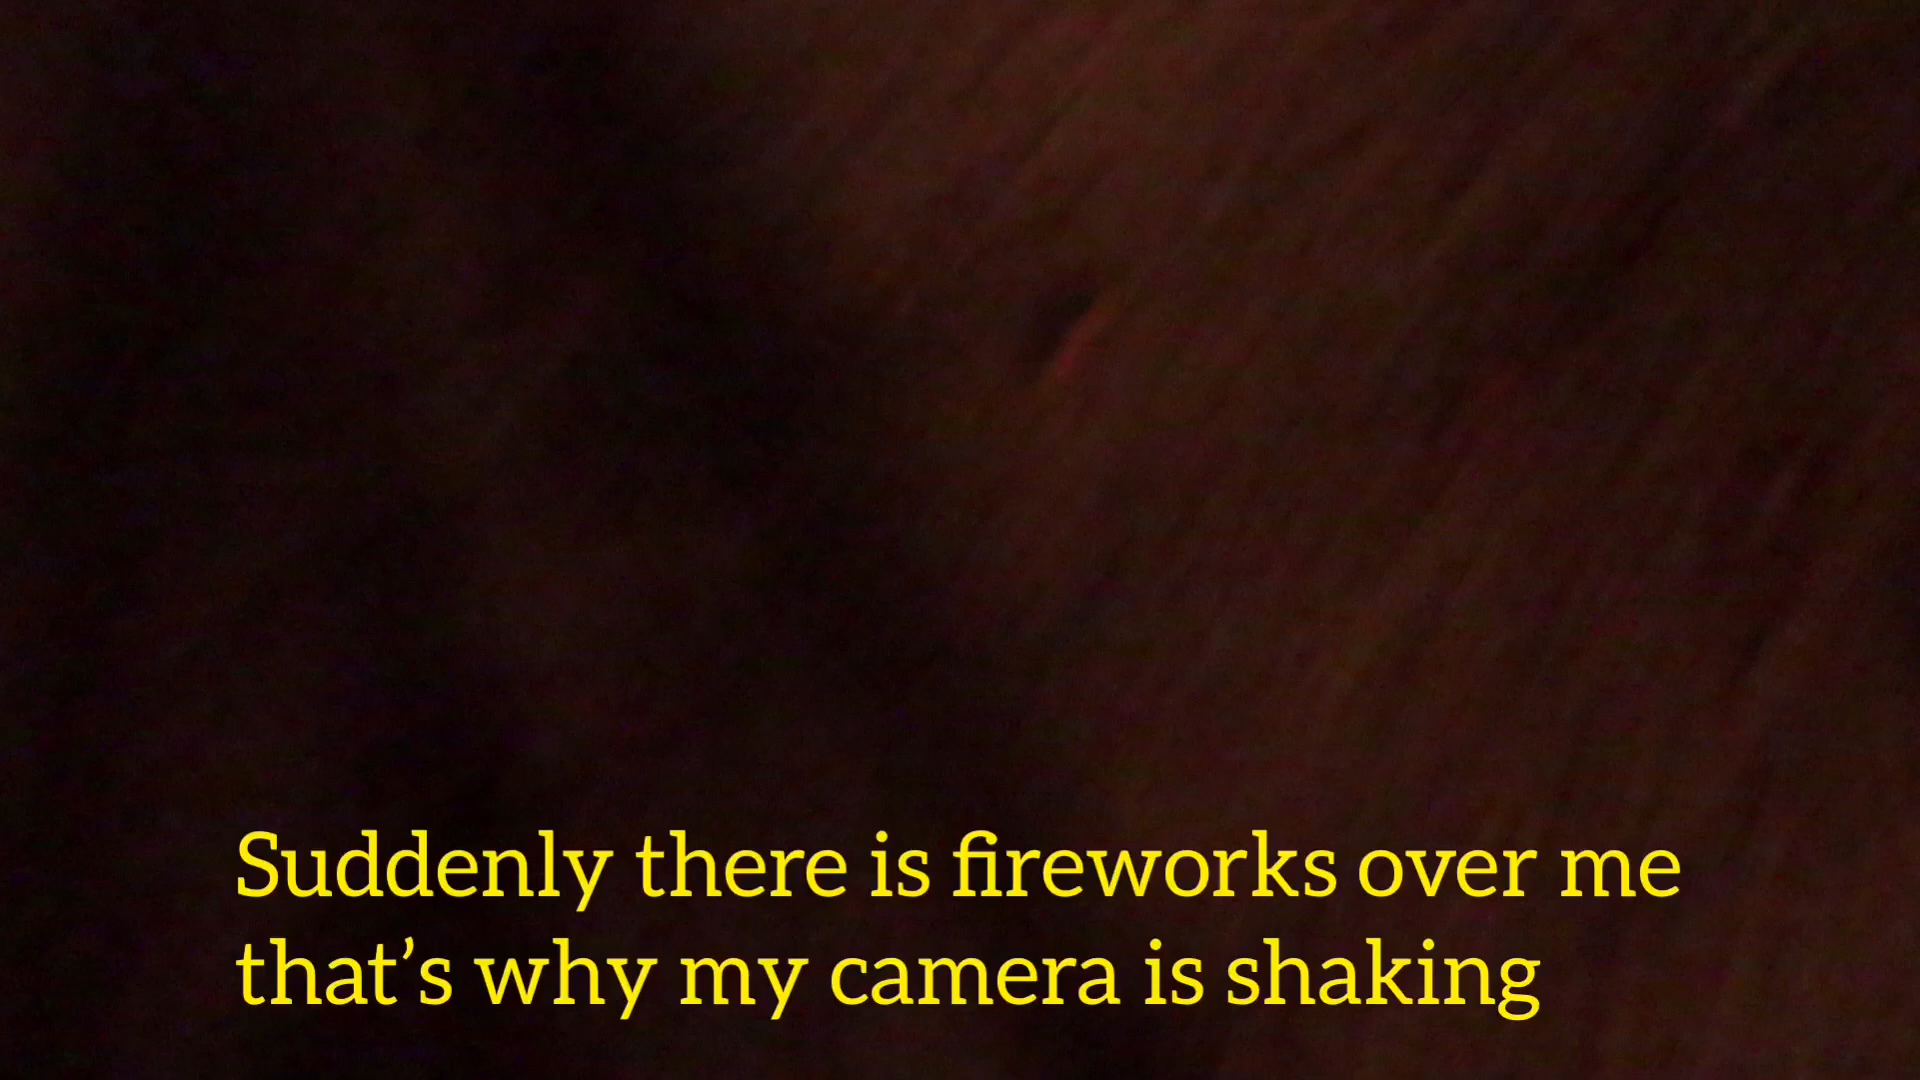 Suddenly there is fireworks over me
that’s why my camera is shaking